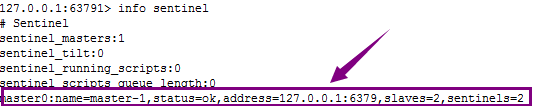 127.0.0.1:63791> info sentinel
# Sentinel
sentinel_masters:1
sentinel_tilt:0
sentinel_running_scripts:0
sentinel_scripts_queue_length:0
master0:name=master-1,status=ok,address=127.0.0.1:6379,slaves=2,sentinels=2